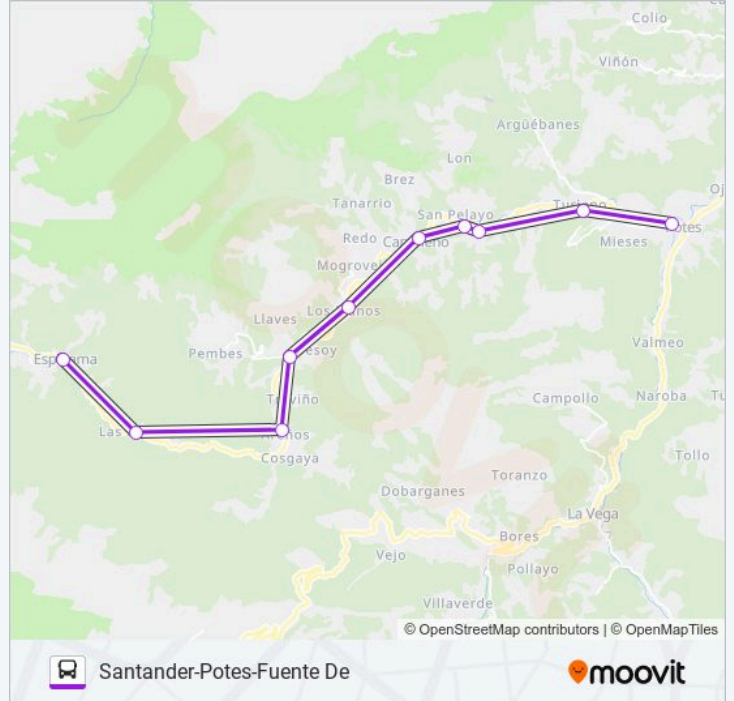 Colio
Viñón
Argüébanes
Lon
Brez
Tanarrio
San Pelayo
Redo
Mieses
Llaves
Pembes
Valmeo
Campollo
Naroba
Las
Cosgaya
Tollo
Toranzo
Dobarganes
La Vega
Bores
Vejo
Pollayo
Villaverde
© OpenStreetMap contributors | © OpenMapTiles
Santander-Potes-Fuente De
moovit